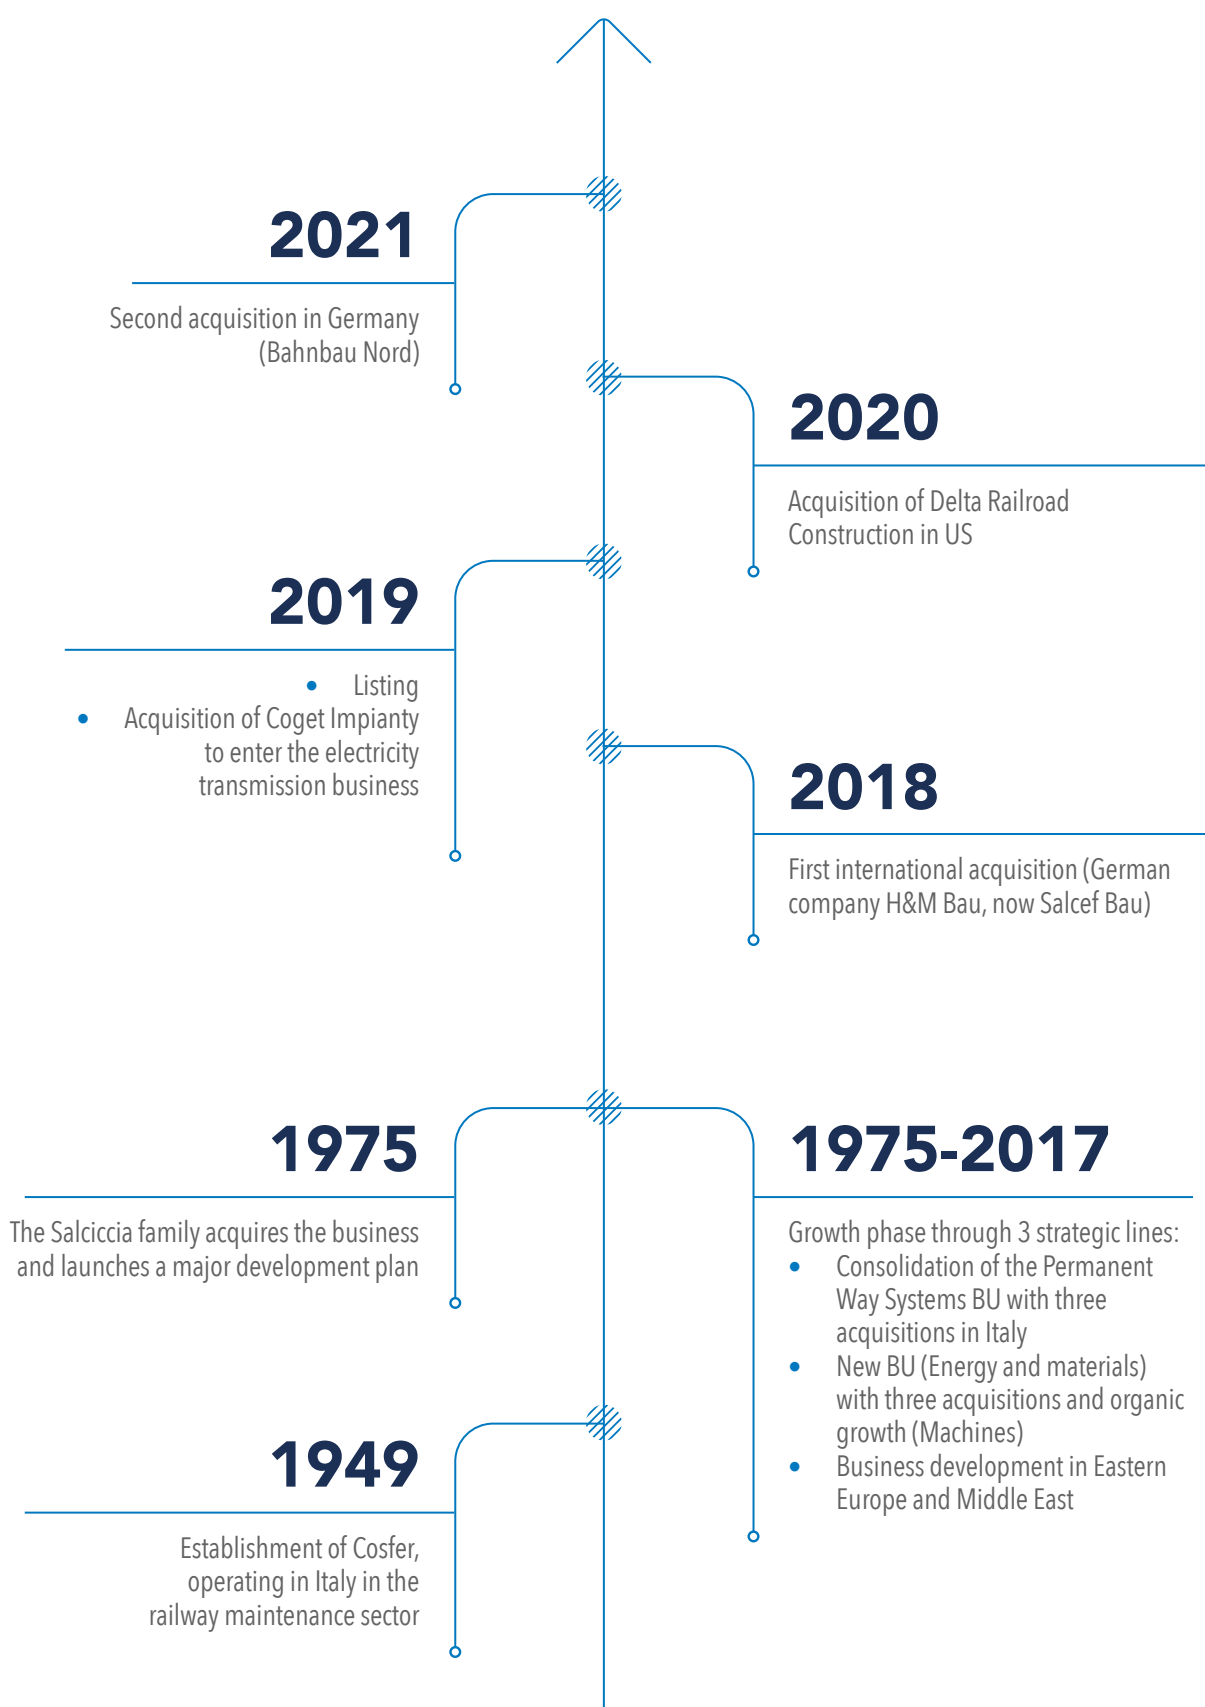 2021
Second acquisition in Germany
(Bahnbau Nord)
2020
Acquisition of Delta Railroad
Construction in US
2019
• Listing
• Acquisition of Coget Impianty
to enter the electricity
transmission business
2018
First international acquisition (German
company H&M Bau, now Salcef Bau)
1975
The Salciccia family acquires the business
and launches a major development plan
1975-2017
Growth phase through 3 strategic lines:
• Consolidation of the Permanent
Way Systems BU with three
acquisitions in Italy
• New BU (Energy and materials)
with three acquisitions and organic
growth (Machines)
• Business development in Eastern
Europe and Middle East
1949
Establishment of Cosfer,
operating in Italy in the
railway maintenance sector